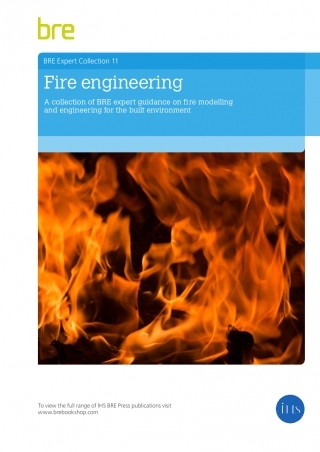 bre
BRE Expert Collection 11
Fire engineering
A collection of BRE expert guidance on fire modelling
and engineering for the built environment
To view the full range of IHS BRE Press publications visit
www.brebookshop.com
IHS